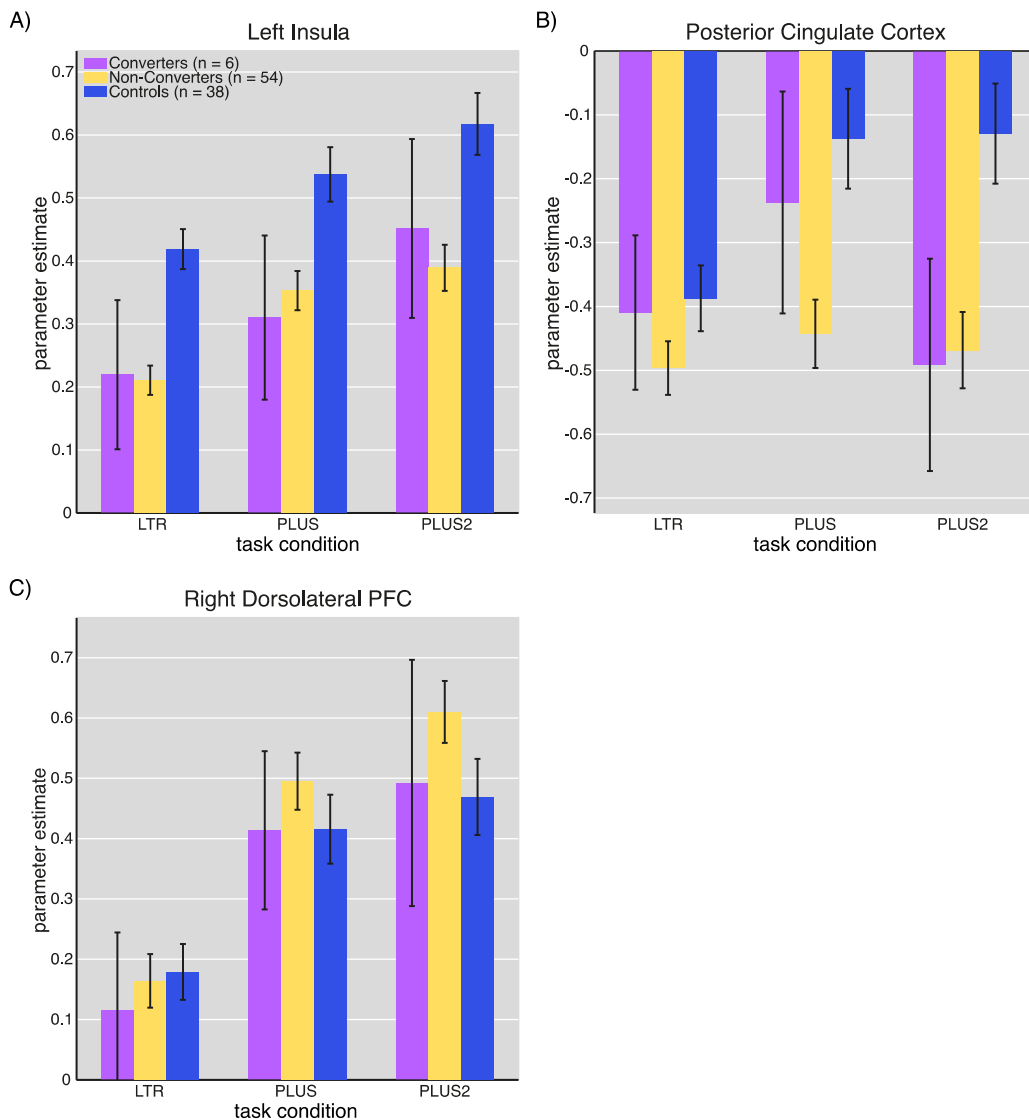 A)
Left Insula
Converters (n = 6)
Non-Converters (n = 54)
Controls (n = 38)
parameter estimate
0.7
0.6
0.5
0.4
0.3
0.2
0.1
0
LTR PLUS PLUS2
task condition
B)
Posterior Cingulate Cortex
parameter estimate
0
-0.1
-0.2
-0.3
-0.4
-0.5
-0.6
-0.7
LTR PLUS PLUS2
task condition
C)
Right Dorsolateral PFC
parameter estimate
0.7
0.6
0.5
0.4
0.3
0.2
0.1
0
LTR PLUS PLUS2
task condition